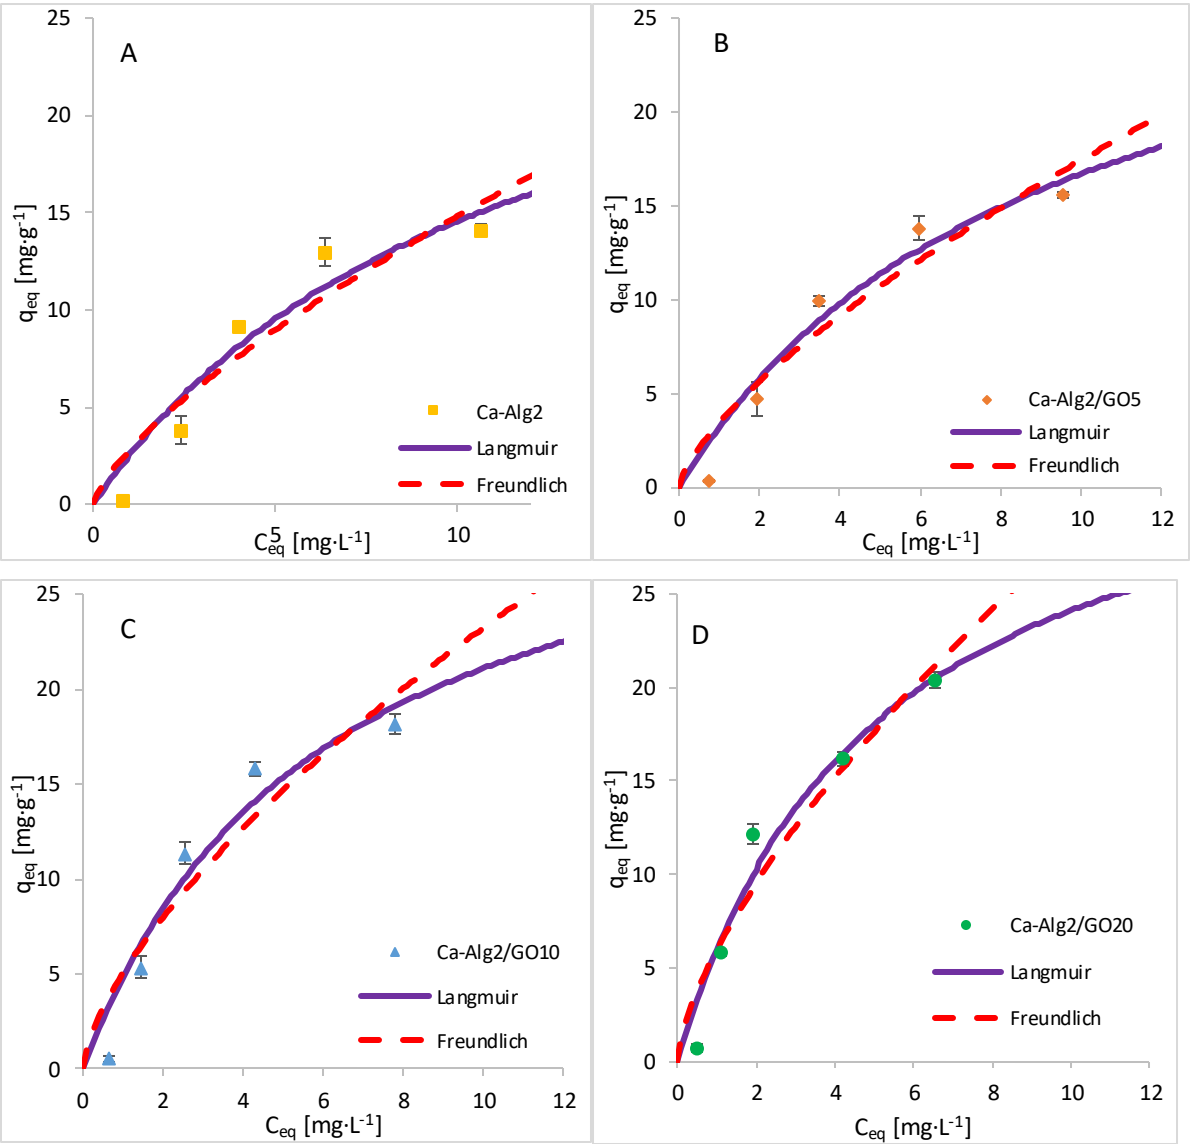 A
25
20
15
10
5
0
q_eq [mg·g⁻¹]
Ca-Alg2
Langmuir
Freundlich
0 5 10
C_eq [mg·L⁻¹]
B
25
20
15
10
5
0
q_eq [mg·g⁻¹]
Ca-Alg2/GO5
Langmuir
Freundlich
0 2 4 6 8 10 12
C_eq [mg·L⁻¹]
C
25
20
15
10
5
0
q_eq [mg·g⁻¹]
Ca-Alg2/GO10
Langmuir
Freundlich
0 2 4 6 8 10 12
C_eq [mg·L⁻¹]
D
25
20
15
10
5
0
q_eq [mg·g⁻¹]
Ca-Alg2/GO20
Langmuir
Freundlich
0 2 4 6 8 10 12
C_eq [mg·L⁻¹]